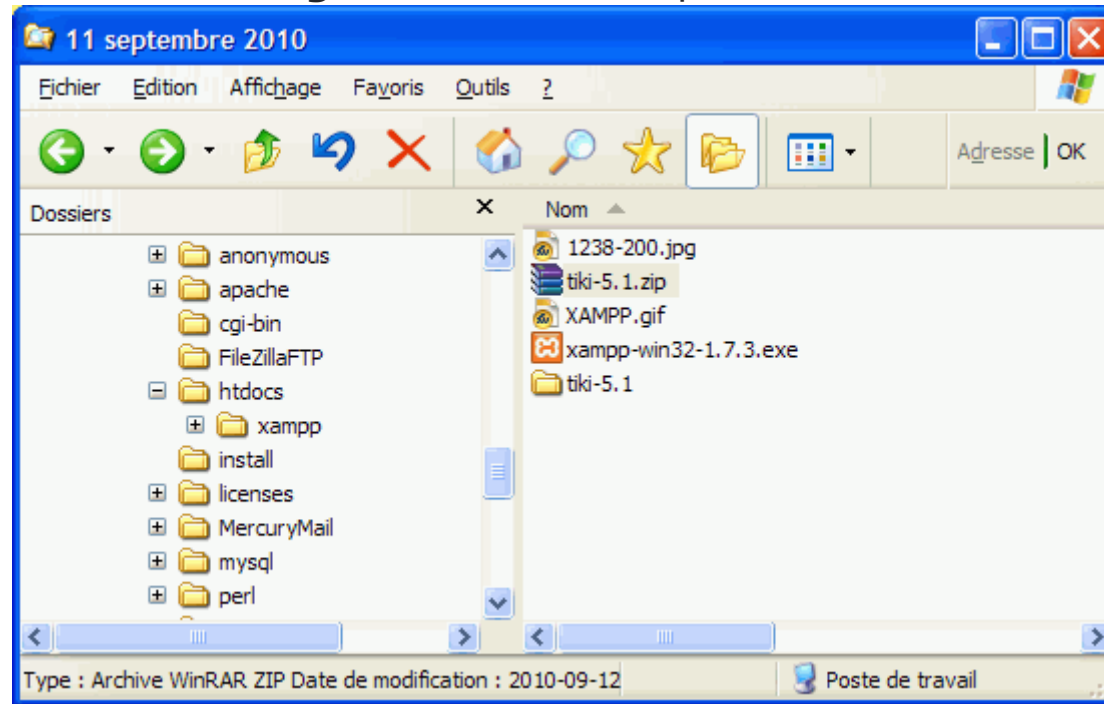 11 septembre 2010
Fichier Edition Affichage Favoris Outils ?
Adresse OK
Dossiers
Nom
anonymous
apache
cgi-bin
FileZillaFTP
htdocs
xampp
install
licenses
MercuryMail
mysql
perl
1238-200.jpg
tiki-5.1.zip
XAMPP.gif
xampp-win32-1.7.3.exe
tiki-5.1
Type : Archive WinRAR ZIP Date de modification : 2010-09-12
Poste de travail